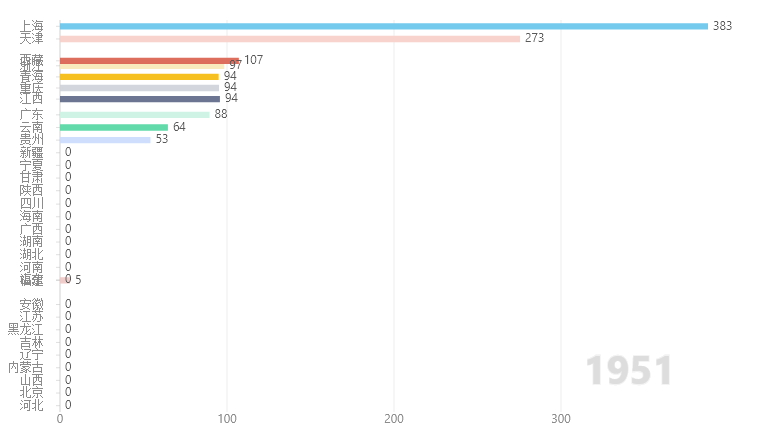 上海 383
天津 273
西藏 107
浙江 97
青海 94
重庆 94
江西 94
广东 88
云南 64
贵州 53
新疆 0
宁夏 0
甘肃 0
陕西 0
四川 0
海南 0
广西 0
湖南 0
湖北 0
河南 0
0 5
安徽 0
江苏 0
黑龙江 0
吉林 0
辽宁 0
内蒙古 0
山西 0
北京 0
河北 0
1951
0 100 200 300